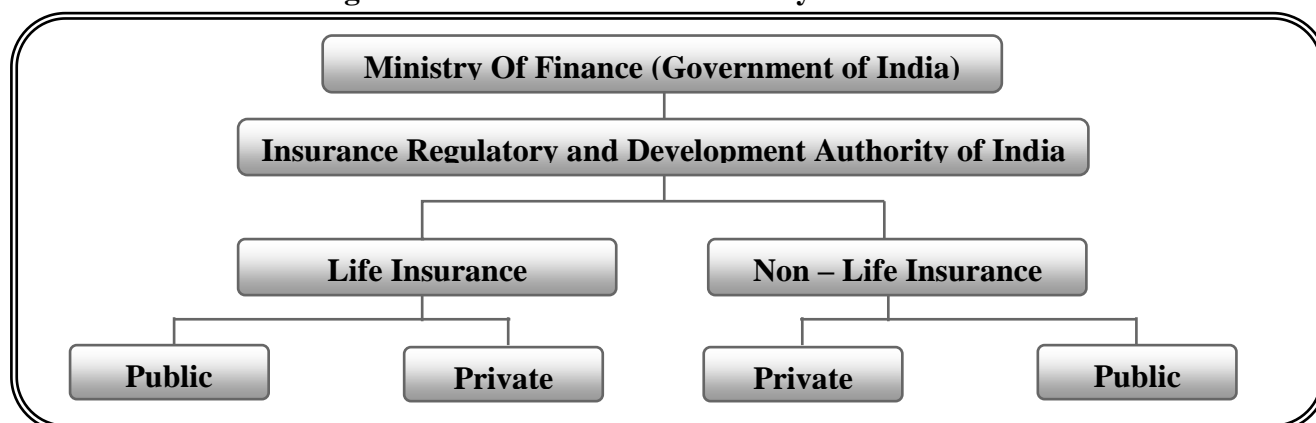 Ministry Of Finance (Government of India)
Insurance Regulatory and Development Authority of India
Life Insurance
Non – Life Insurance
Public
Private
Private
Public